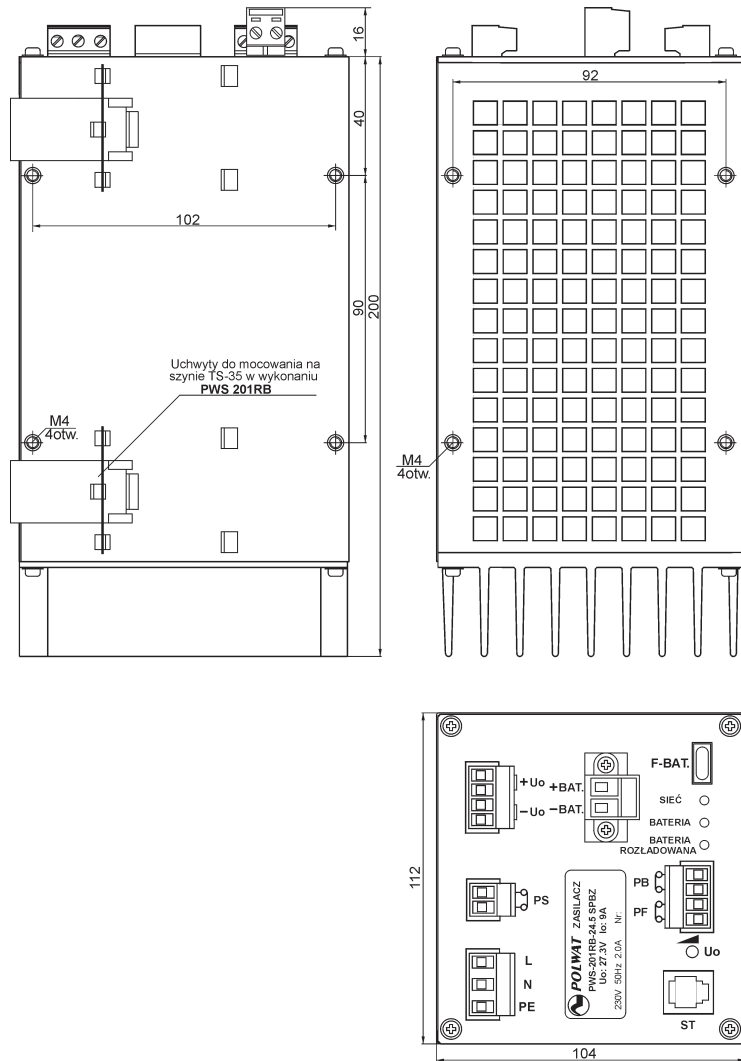 16
40
102
90
200
Uchwyty do mocowania na
szynie TS-35 w wykonaniu
PWS 201RB
M4
4otw.
92
M4
4otw.
112
+Uo
-Uo
+BAT.
-BAT.
F-BAT.
SIEĆ
BATERIA
BATERIA
ROZŁADOWANA
PS
PB
PF
L
N
PE
POLWAT ZASILACZ
PWS-201RB-24.5 SPBZ
Uo: 27.3V Io: 9A
230V 50Hz 2.0A Nr:
Uo
ST
104